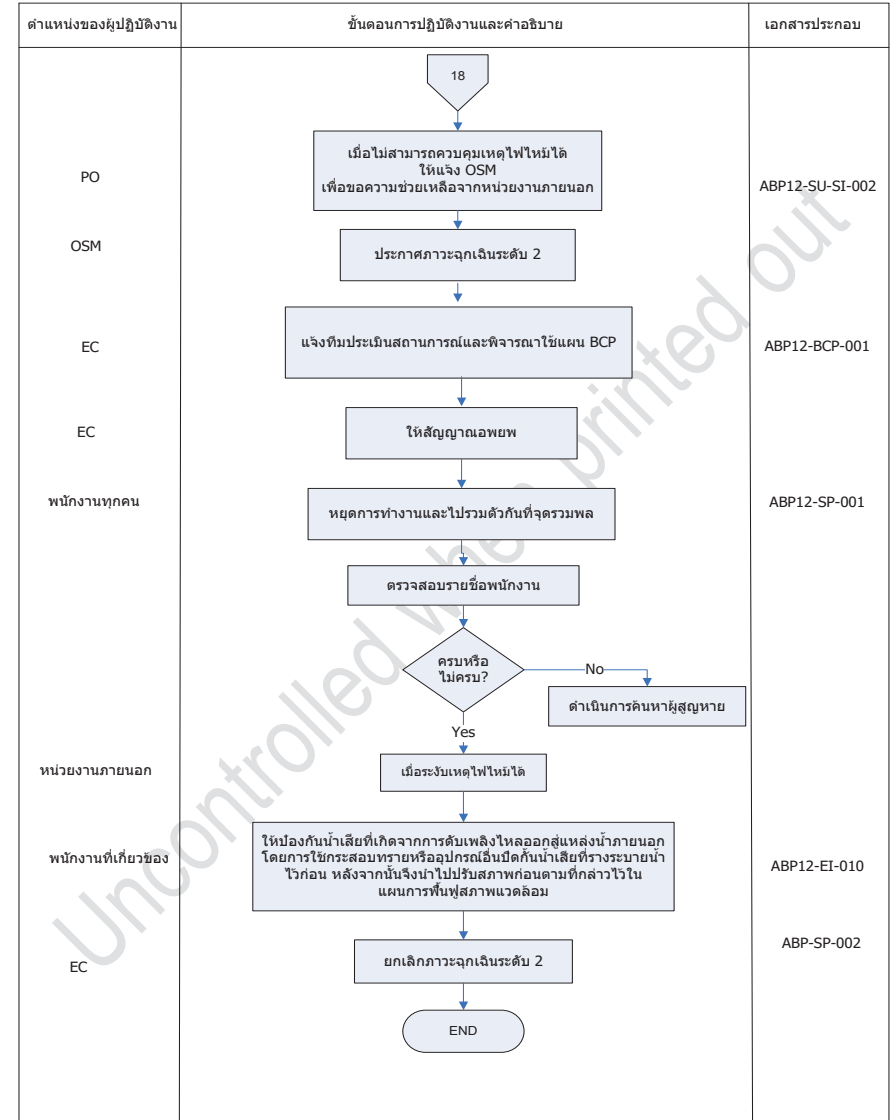 ตำแหน่งของผู้ปฏิบัติงาน
ขั้นตอนการปฏิบัติงานและคำอธิบาย
เอกสารประกอบ
18
PO
เมื่อไม่สามารถควบคุมเหตุไฟไหม้ได้
ให้แจ้ง OSM
เพื่อขอความช่วยเหลือจากหน่วยงานภายนอก
ABP12-SU-SI-002
OSM
ประกาศภาวะฉุกเฉินระดับ 2
EC
แจ้งทีมประเมินสถานการณ์และพิจารณาใช้แผน BCP
ABP12-BCP-001
EC
ให้สัญญาณอพยพ
พนักงานทุกคน
หยุดการทำงานและไปรวมตัวกันที่จุดรวมพล
ABP12-SP-001
ตรวจสอบรายชื่อพนักงาน
ครบหรือ
ไม่ครบ?
No
ดำเนินการค้นหาผู้สูญหาย
Yes
หน่วยงานภายนอก
เมื่อระงับเหตุไฟไหม้ได้
พนักงานที่เกี่ยวข้อง
ให้ป้องกันน้ำเสียที่เกิดจากการดับเพลิงไหลออกสู่แหล่งน้ำภายนอก
โดยการใช้กระสอบทรายหรืออุปกรณ์อื่นปิดกั้นน้ำเสียที่รางระบายน้ำ
ไว้ก่อน หลังจากนั้นจึงนำไปปรับสภาพก่อนตามที่กล่าวไว้ใน
แผนการฟื้นฟูสภาพแวดล้อม
ABP12-EI-010
EC
ยกเลิกภาวะฉุกเฉินระดับ 2
ABP-SP-002
END
Uncontrolled when printed out